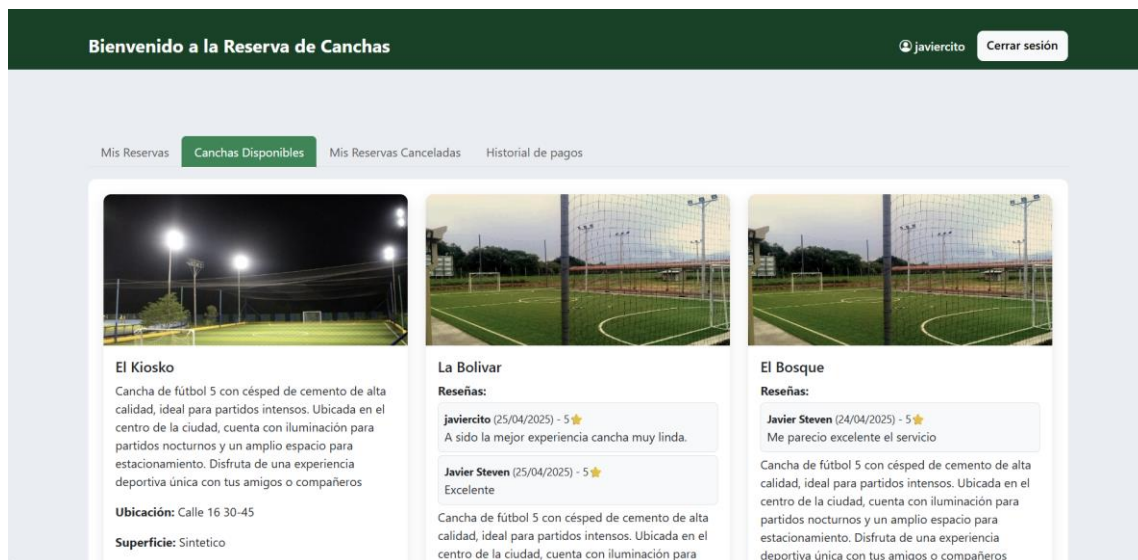 Bienvenido a la Reserva de Canchas
javiercito
Cerrar sesión
Mis Reservas
Canchas Disponibles
Mis Reservas Canceladas
Historial de pagos
El Kiosko
Cancha de fútbol 5 con césped de cemento de alta
calidad, ideal para partidos intensos. Ubicada en el
centro de la ciudad, cuenta con iluminación para
partidos nocturnos y un amplio espacio para
estacionamiento. Disfruta de una experiencia
deportiva única con tus amigos o compañeros
Ubicación: Calle 16 30-45
Superficie: Sintetico
La Bolivar
Reseñas:
javiercito (25/04/2025) - 5⭐
A sido la mejor experiencia cancha muy linda.
Javier Steven (25/04/2025) - 5⭐
Excelente
Cancha de fútbol 5 con césped de cemento de alta
calidad, ideal para partidos intensos. Ubicada en el
centro de la ciudad, cuenta con iluminación para
El Bosque
Reseñas:
Javier Steven (24/04/2025) - 5⭐
Me parecio excelente el servicio
Cancha de fútbol 5 con césped de cemento de alta
calidad, ideal para partidos intensos. Ubicada en el
centro de la ciudad, cuenta con iluminación para
partidos nocturnos y un amplio espacio para
estacionamiento. Disfruta de una experiencia
deportiva única con tus amigos o compañeros